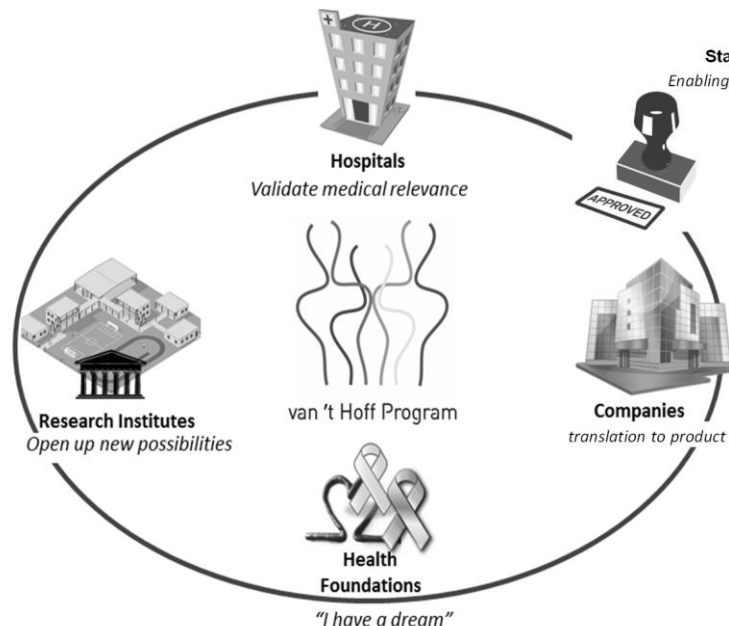 Sta
Enabling
APPROVED
Hospitals
Validate medical relevance
Research Institutes
Open up new possibilities
van 't Hoff Program
Companies
translation to product
Health
Foundations
"I have a dream"